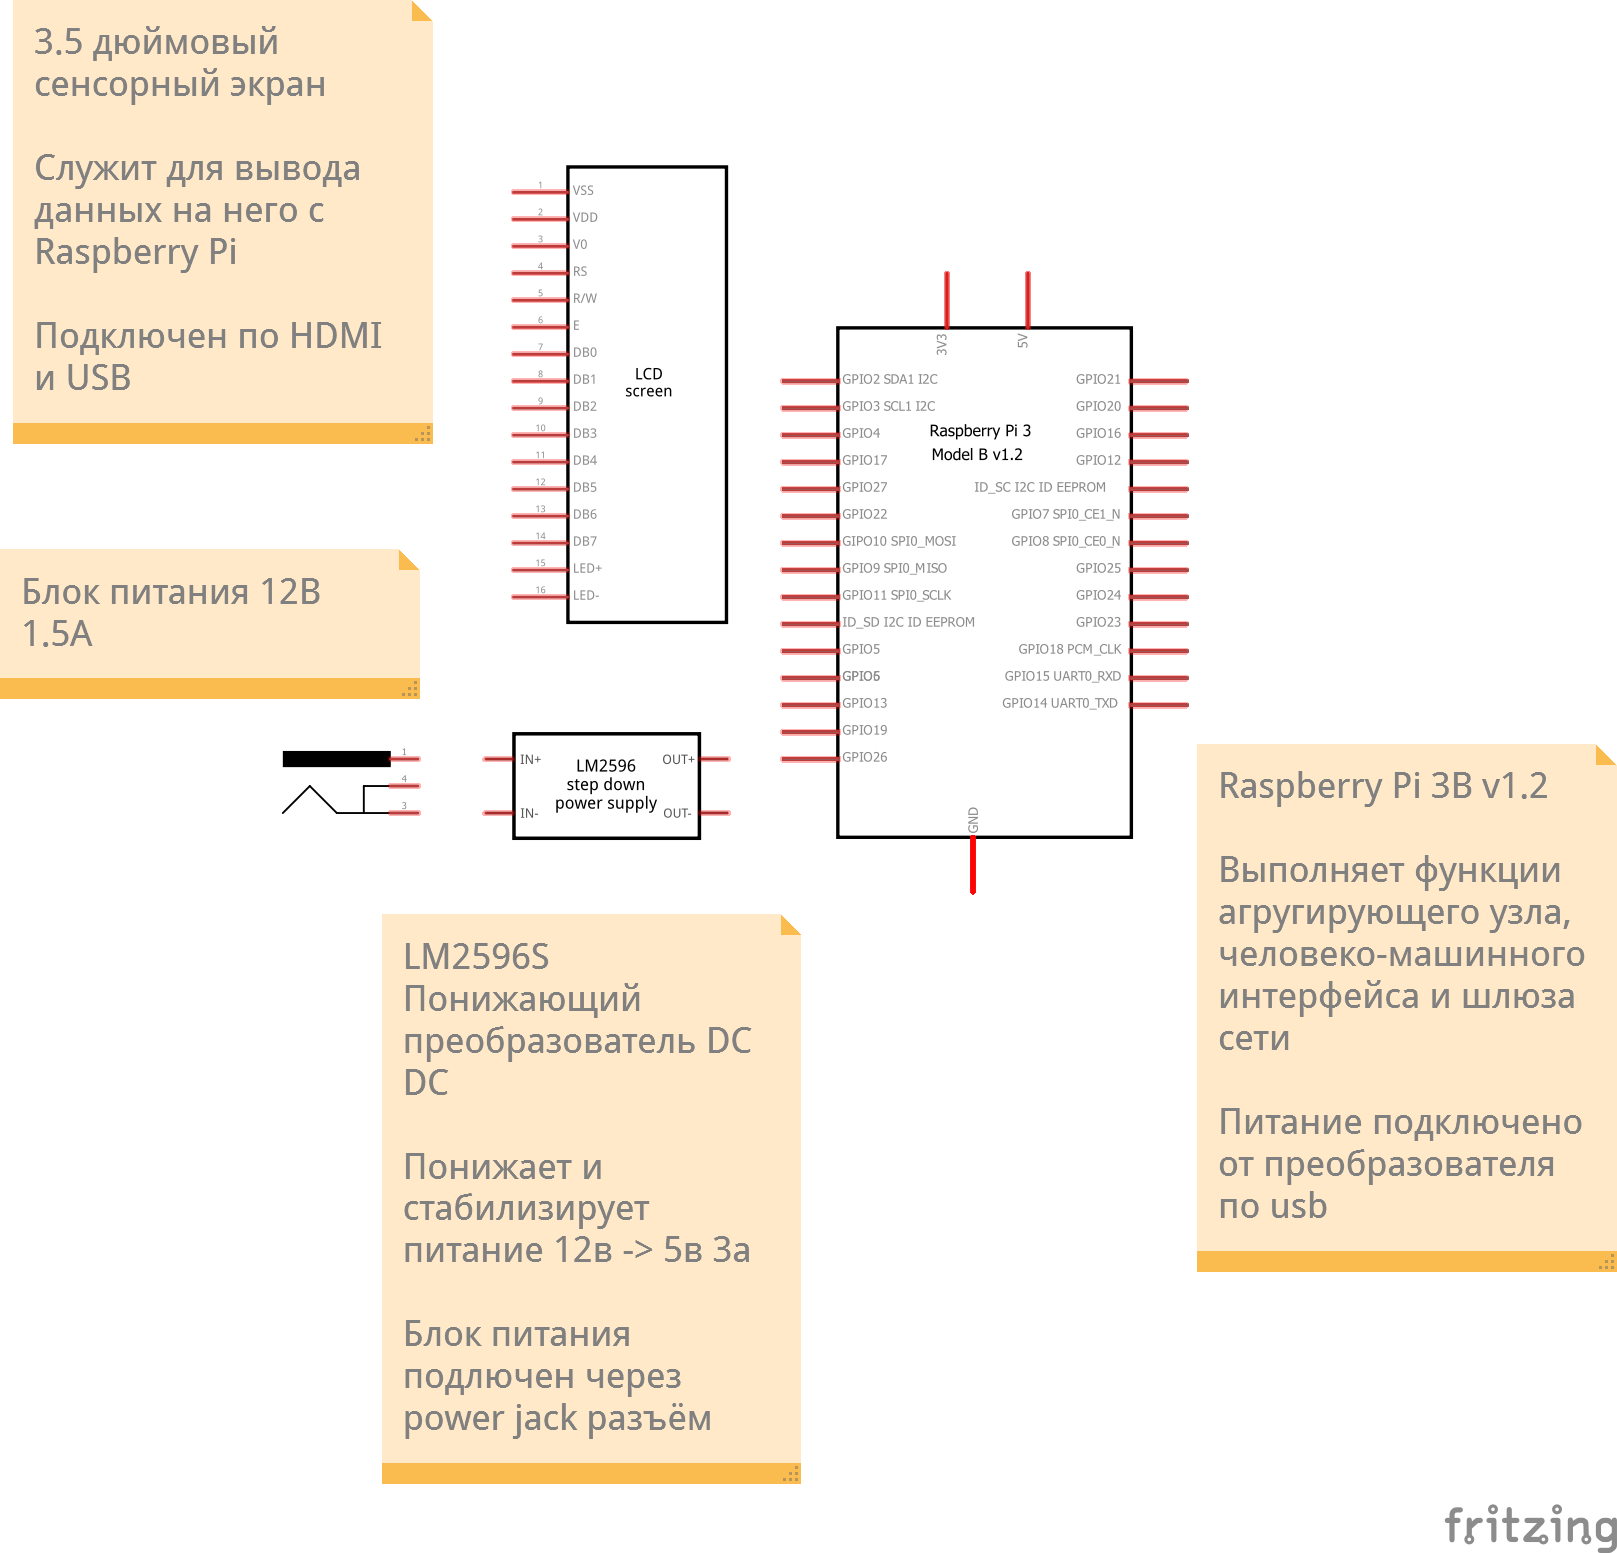 3.5 дюймовый
сенсорный экран
Служит для вывода
данных на него с
Raspberry Pi
Подключен по HDMI
и USB
1 VSS
2 VDD
3 V0
4 RS
5 R/W
6 E
7 DB0
8 DB1
9 DB2
10 DB3
11 DB4
12 DB5
13 DB6
14 DB7
15 LED+
16 LED-
LCD
screen
3V3 5V
GPIO2 SDA1 I2C GPIO21
GPIO3 SCL1 I2C GPIO20
Raspberry Pi 3
GPIO4 GPIO16
Model B v1.2
GPIO17 GPIO12
GPIO27 ID_SC I2C ID EEPROM
GPIO22 GPIO7 SPI0_CE1_N
GIPO10 SPI0_MOSI GPIO8 SPI0_CE0_N
GPIO9 SPI0_MISO GPIO25
GPIO11 SPI0_SCLK GPIO24
ID_SD I2C ID EEPROM GPIO23
GPIO5 GPIO18 PCM_CLK
GPIO15 UART0_RXD
GPIO13 GPIO14 UART0_TXD
GPIO19
GPIO26
GND
Блок питания 12В
1.5А
1
4
3
IN+ OUT+
LM2596
step down
power supply
IN- OUT-
LM2596S
Понижающий
преобразователь DC
DC
Понижает и
стабилизирует
питание 12в -> 5в 3а
Блок питания
подлючен через
power jack разъём
Raspberry Pi 3B v1.2
Выполняет функции
агругирующего узла,
человеко-машинного
интерфейса и шлюза
сети
Питание подключено
от преобразователя
по usb
fritzing